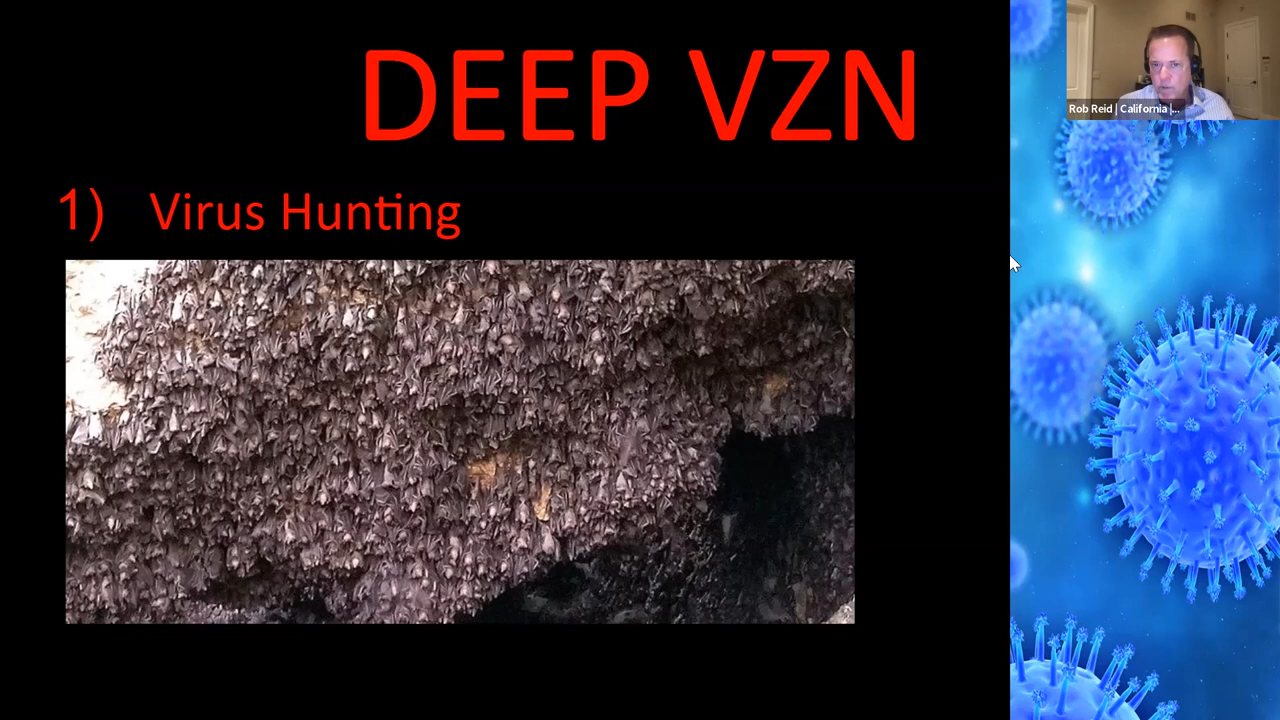 DEEP VZN
1) Virus Hunting
Rob Reid | California |...